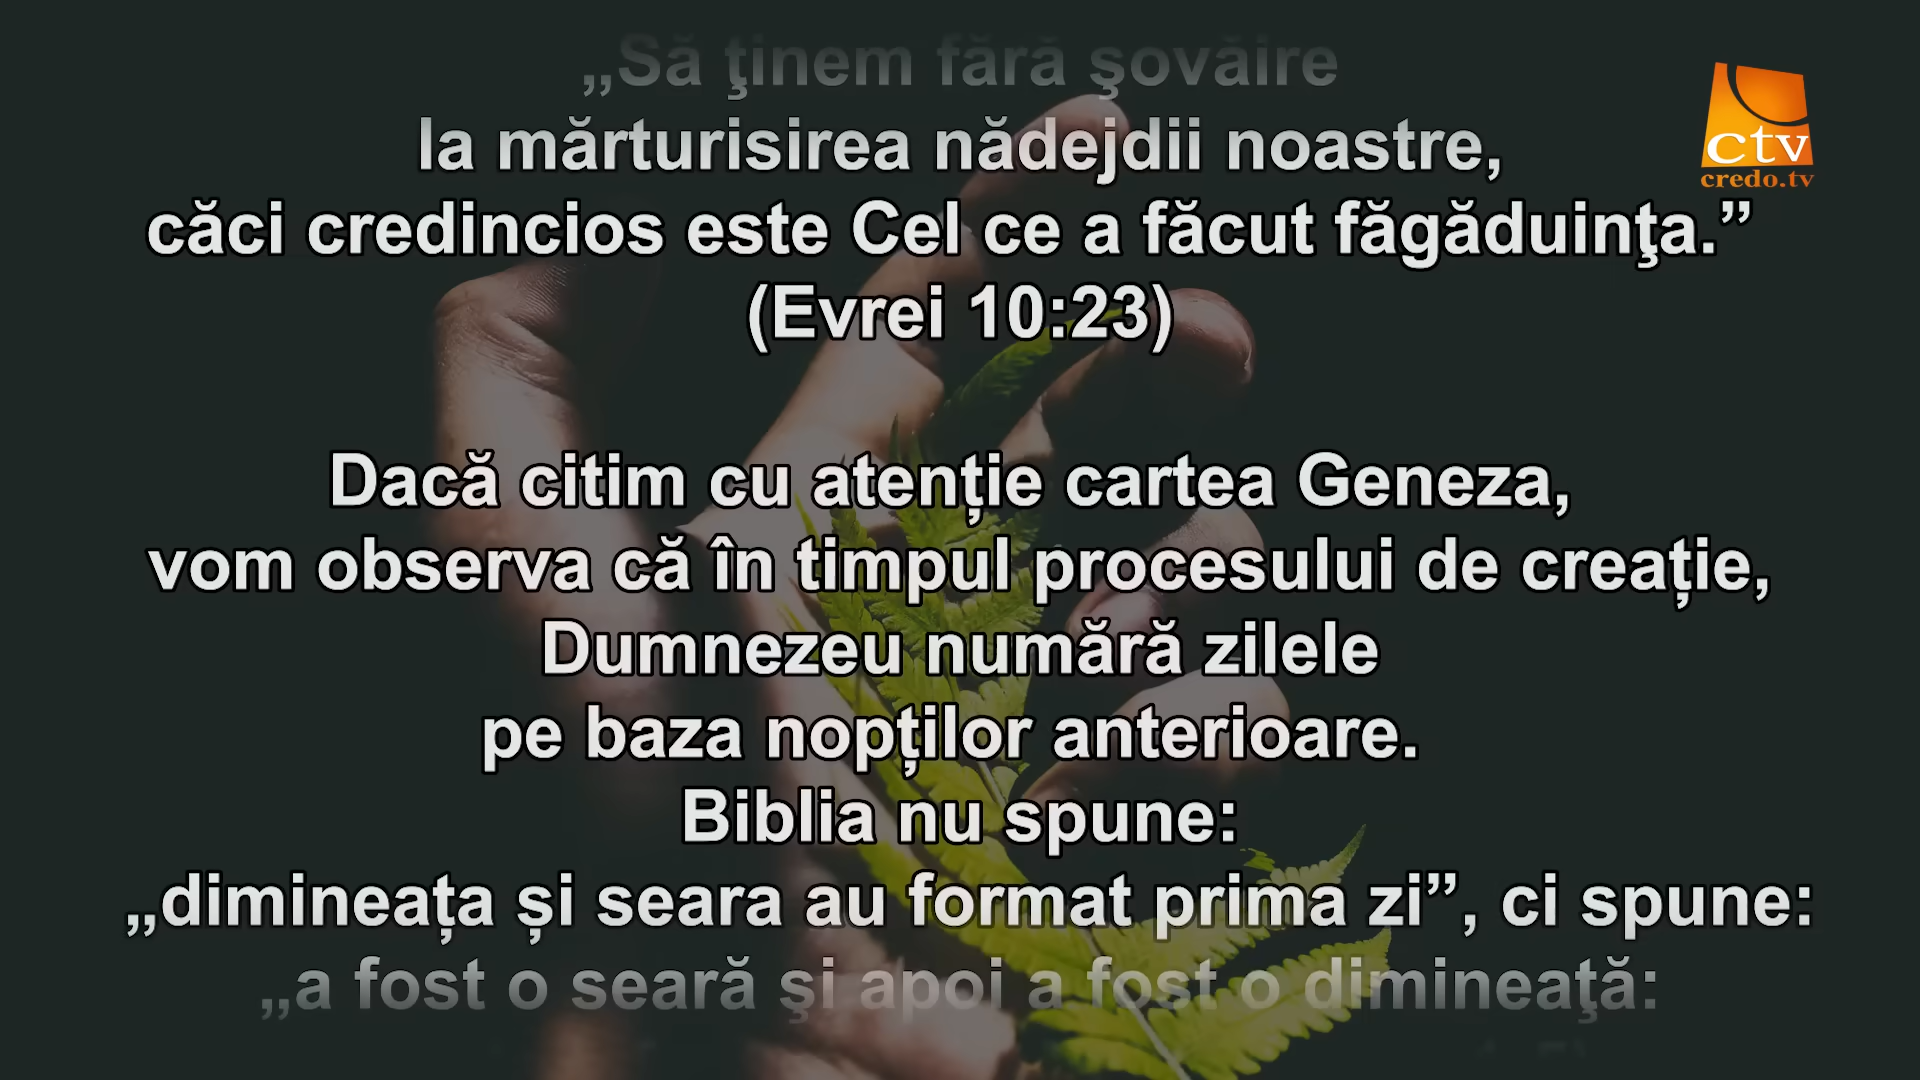 „Să ţinem fără şovăire
la mărturisirea nădejdii noastre,
căci credincios este Cel ce a făcut făgăduinţa.”
(Evrei 10:23)
Dacă citim cu atenție cartea Geneza,
vom observa că în timpul procesului de creație,
Dumnezeu numără zilele
pe baza nopților anterioare.
Biblia nu spune:
„dimineața și seara au format prima zi”, ci spune:
„a fost o seară şi apoi a fost o dimineaţă:
ctv
credo.tv